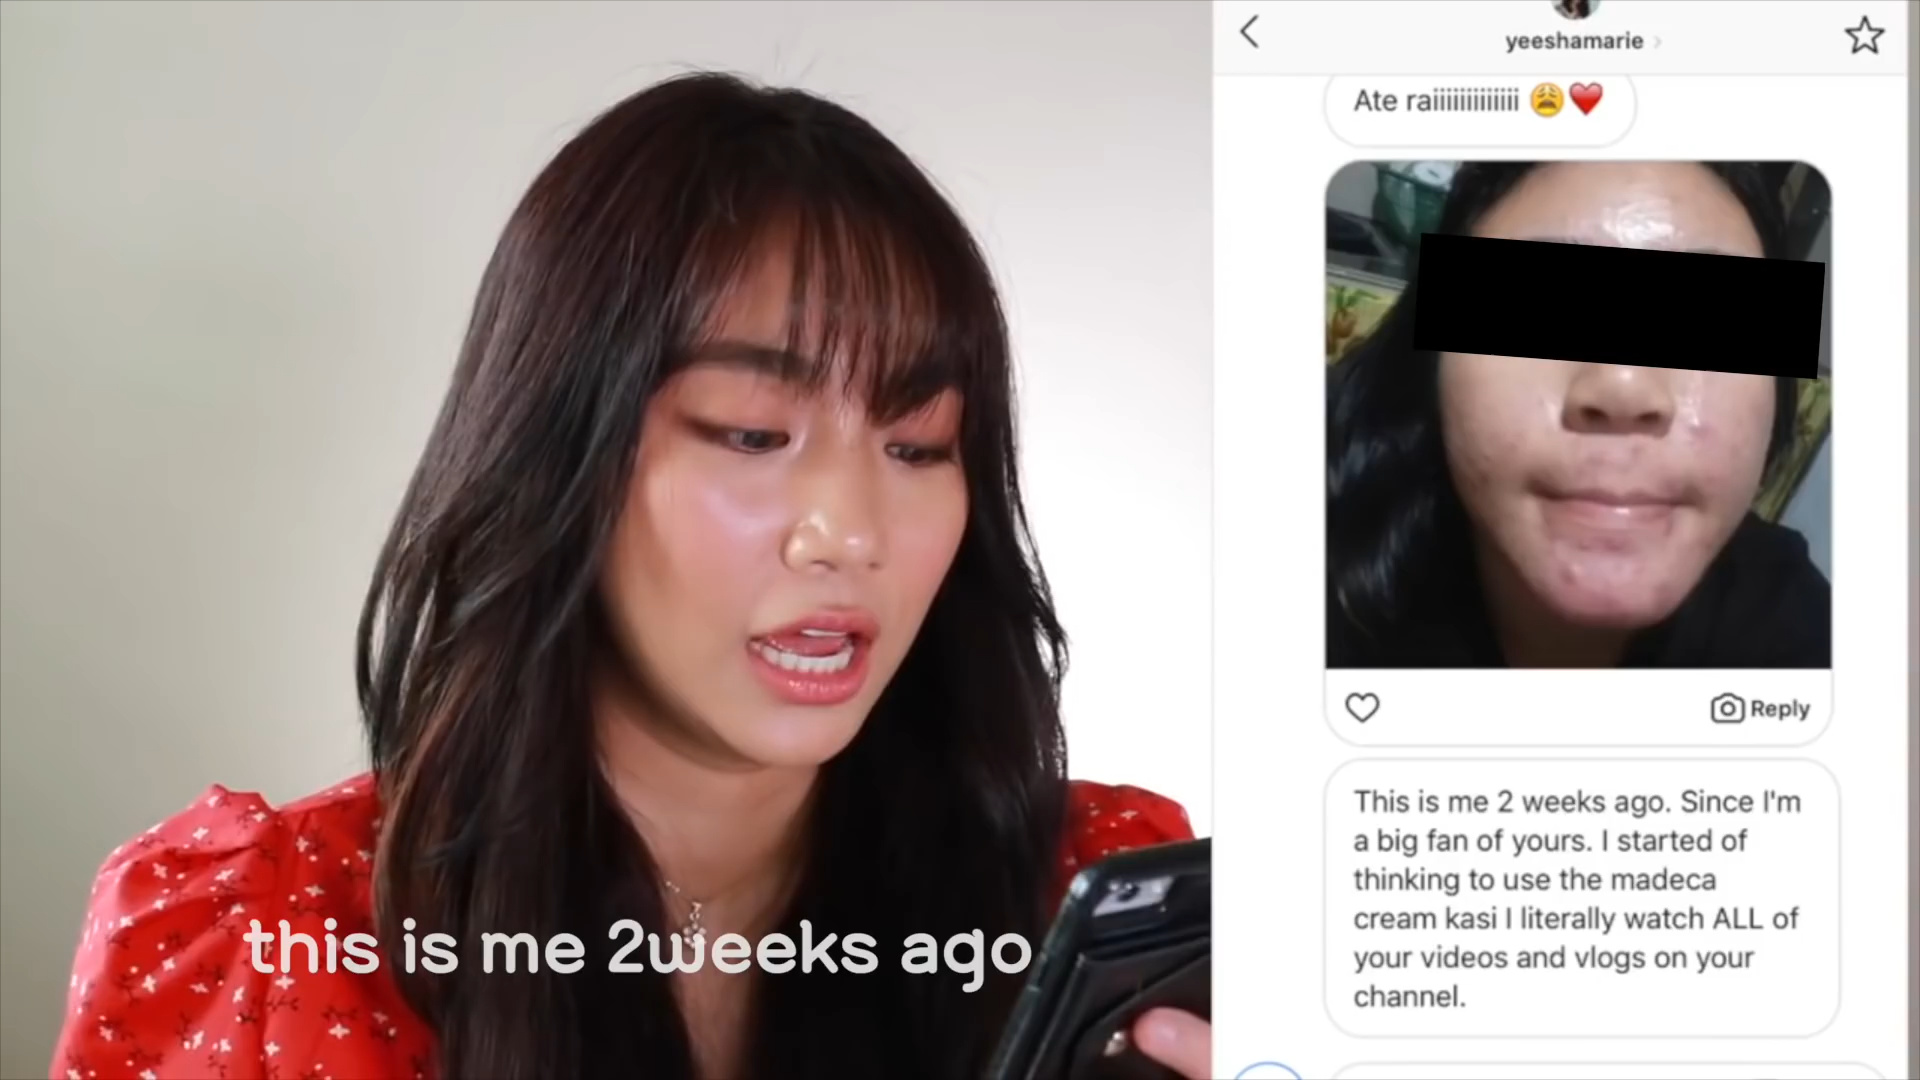 yeeshamarie
Ate raiiiiiiiiiiiii 😩❤️
Reply
This is me 2 weeks ago. Since I'm
a big fan of yours. I started of
thinking to use the madeca
cream kasi I literally watch ALL of
your videos and vlogs on your
channel.
this is me 2weeks ago